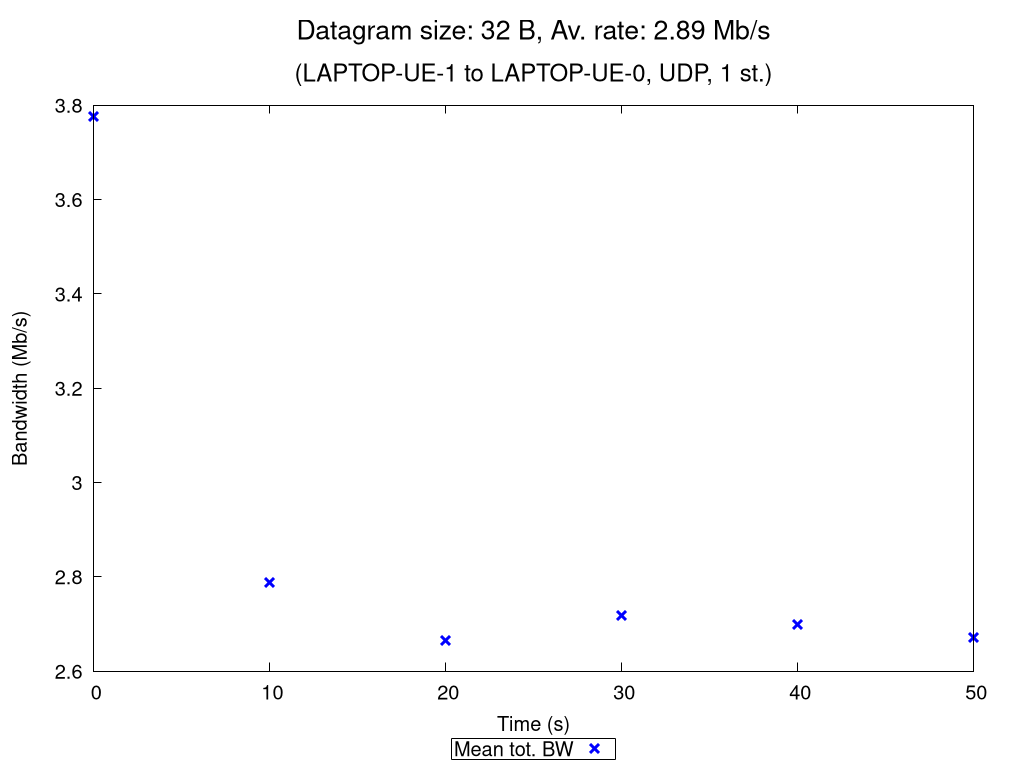 Datagram size: 32 B, Av. rate: 2.89 Mb/s
(LAPTOP-UE-1 to LAPTOP-UE-0, UDP, 1 st.)
3.8
3.6
3.4
3.2
3
2.8
2.6
Bandwidth (Mb/s)
0 10 20 30 40 50
Time (s)
Mean tot. BW